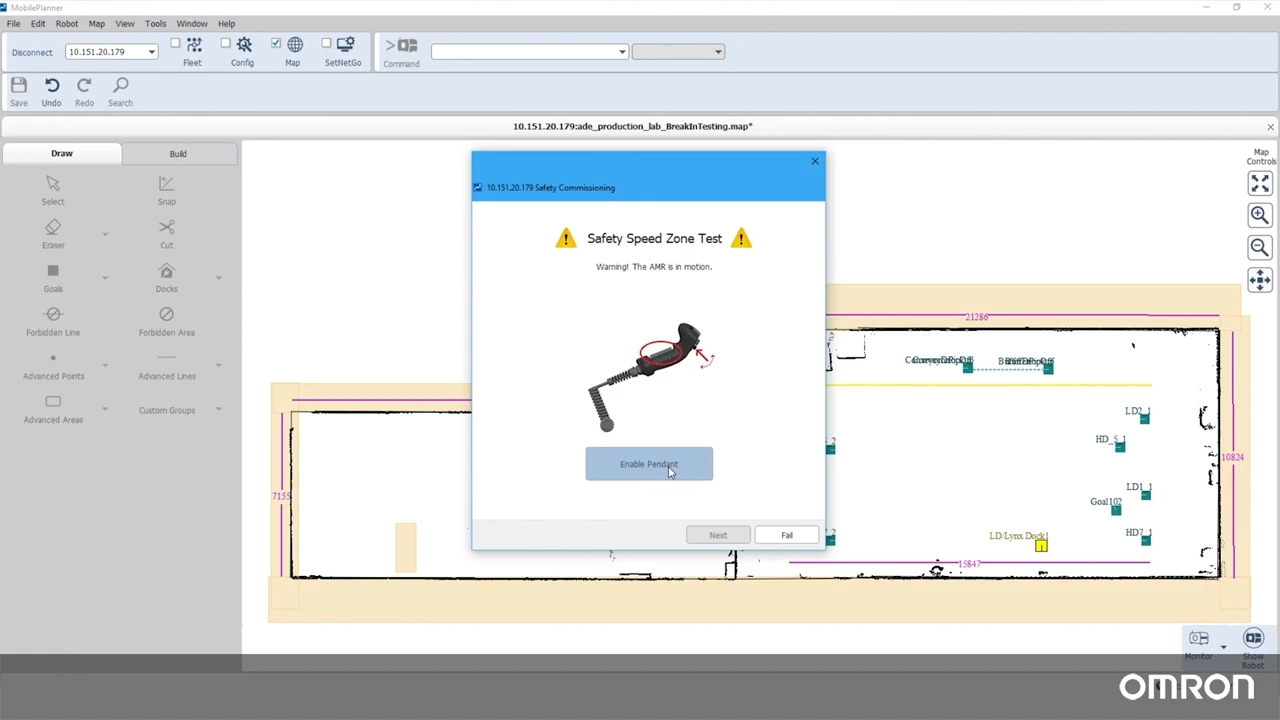 MobilePlanner
File Edit Robot Map View Tools Window Help
Disconnect 10.151.20.179 Fleet Config Map SetNetGo Command
Save Undo Redo Search
10.151.20.179:ade_production_lab_BreakInTesting.map*
Draw Build
Select Snap
Eraser Cut
Goals Docks
Forbidden Line Forbidden Area
Advanced Points Advanced Lines
Advanced Areas Custom Groups
Map
Controls
10.151.20.179 Safety Commissioning
Safety Speed Zone Test
Warning! The AMR is in motion.
Enable Pendant
Next Fail
21286
LD2_1
HD_5_1
10824
7155
LD1_1
Goal102
HD7_1
LD/Lynx Dock1
15847
Monitor
Show
Robot
OMRON